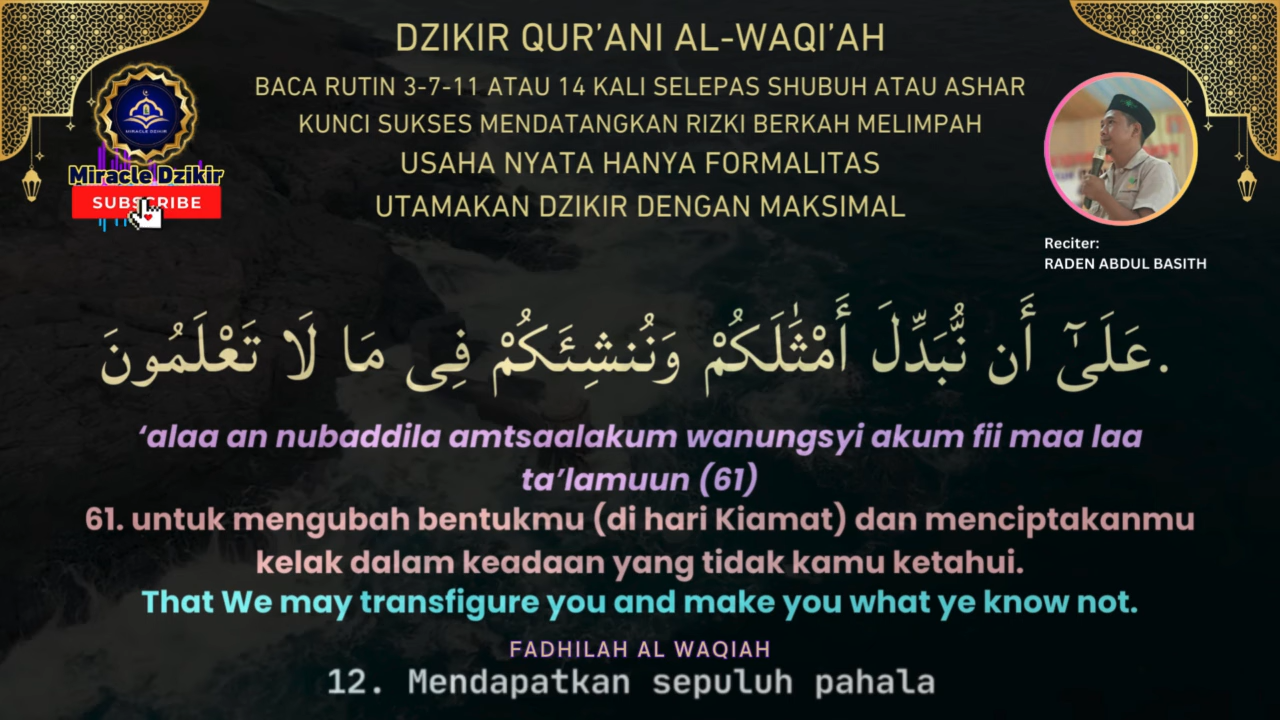 DZIKIR QUR'ANI AL-WAQI'AH
BACA RUTIN 3-7-11 ATAU 14 KALI SELEPAS SHUBUH ATAU ASHAR
KUNCI SUKSES MENDATANGKAN RIZKI BERKAH MELIMPAH
USAHA NYATA HANYA FORMALITAS
UTAMAKAN DZIKIR DENGAN MAKSIMAL
MIRACLE DZIKIR
Miracle Dzikir
SUBSCRIBE
Reciter:
RADEN ABDUL BASITH
عَلَىٰٓ أَن نُّبَدِّلَ أَمْثَٰلَكُمْ وَنُنشِئَكُمْ فِى مَا لَا تَعْلَمُونَ.
‘alaa an nubaddila amtsaalakum wanungsyi akum fii maa laa
ta’lamuun (61)
61. untuk mengubah bentukmu (di hari Kiamat) dan menciptakanmu
kelak dalam keadaan yang tidak kamu ketahui.
That We may transfigure you and make you what ye know not.
FADHILAH AL WAQIAH
12. Mendapatkan sepuluh pahala